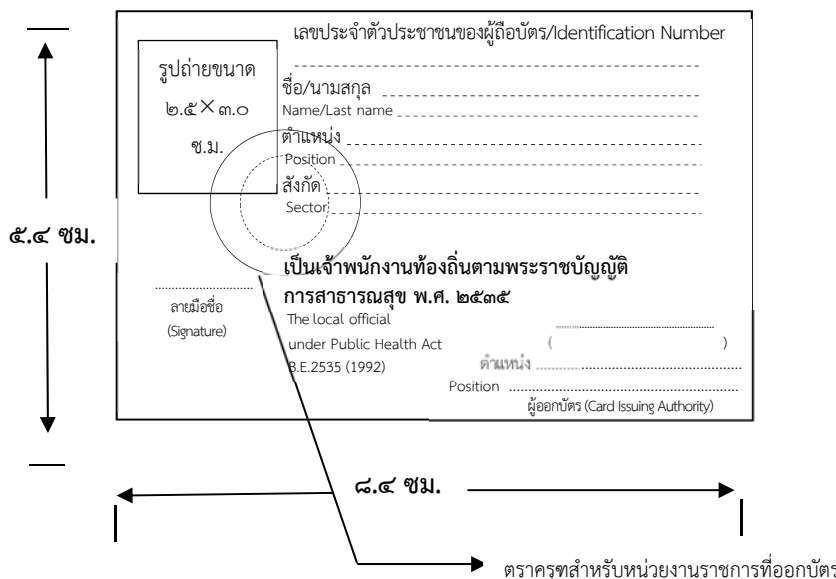 เลขประจำตัวประชาชนของผู้ถือบัตร/Identification Number
รูปถ่ายขนาด
๒.๕×๓.๐
ซ.ม.
ชื่อ/นามสกุล
Name/Last name
ตำแหน่ง
Position
สังกัด
Sector
๕.๔ ซม.
เป็นเจ้าพนักงานท้องถิ่นตามพระราชบัญญัติ
การสาธารณสุข พ.ศ. ๒๕๓๕
The local official
under Public Health Act
B.E.2535 (1992)
ลายมือชื่อ
(Signature)
( )
ตำแหน่ง
Position
ผู้ออกบัตร (Card Issuing Authority)
๘.๔ ซม.
ตราครุฑสำหรับหน่วยงานราชการที่ออกบัตร